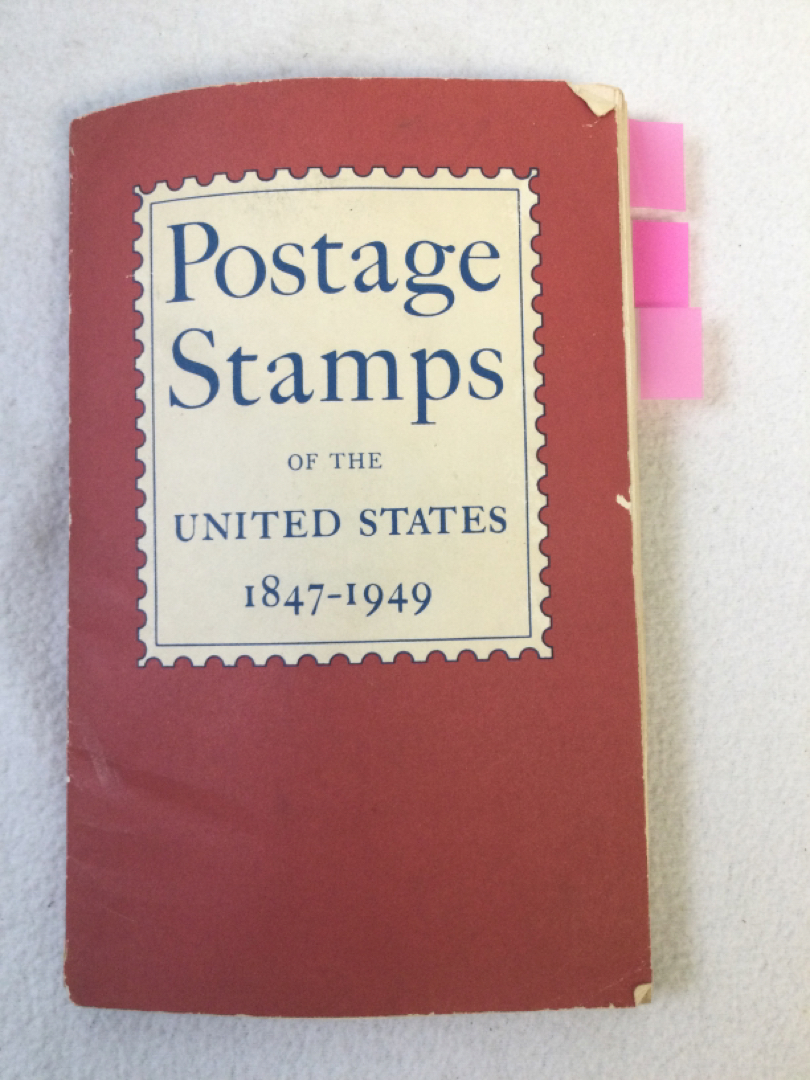 Postage
Stamps
OF THE
UNITED STATES
1847-1949